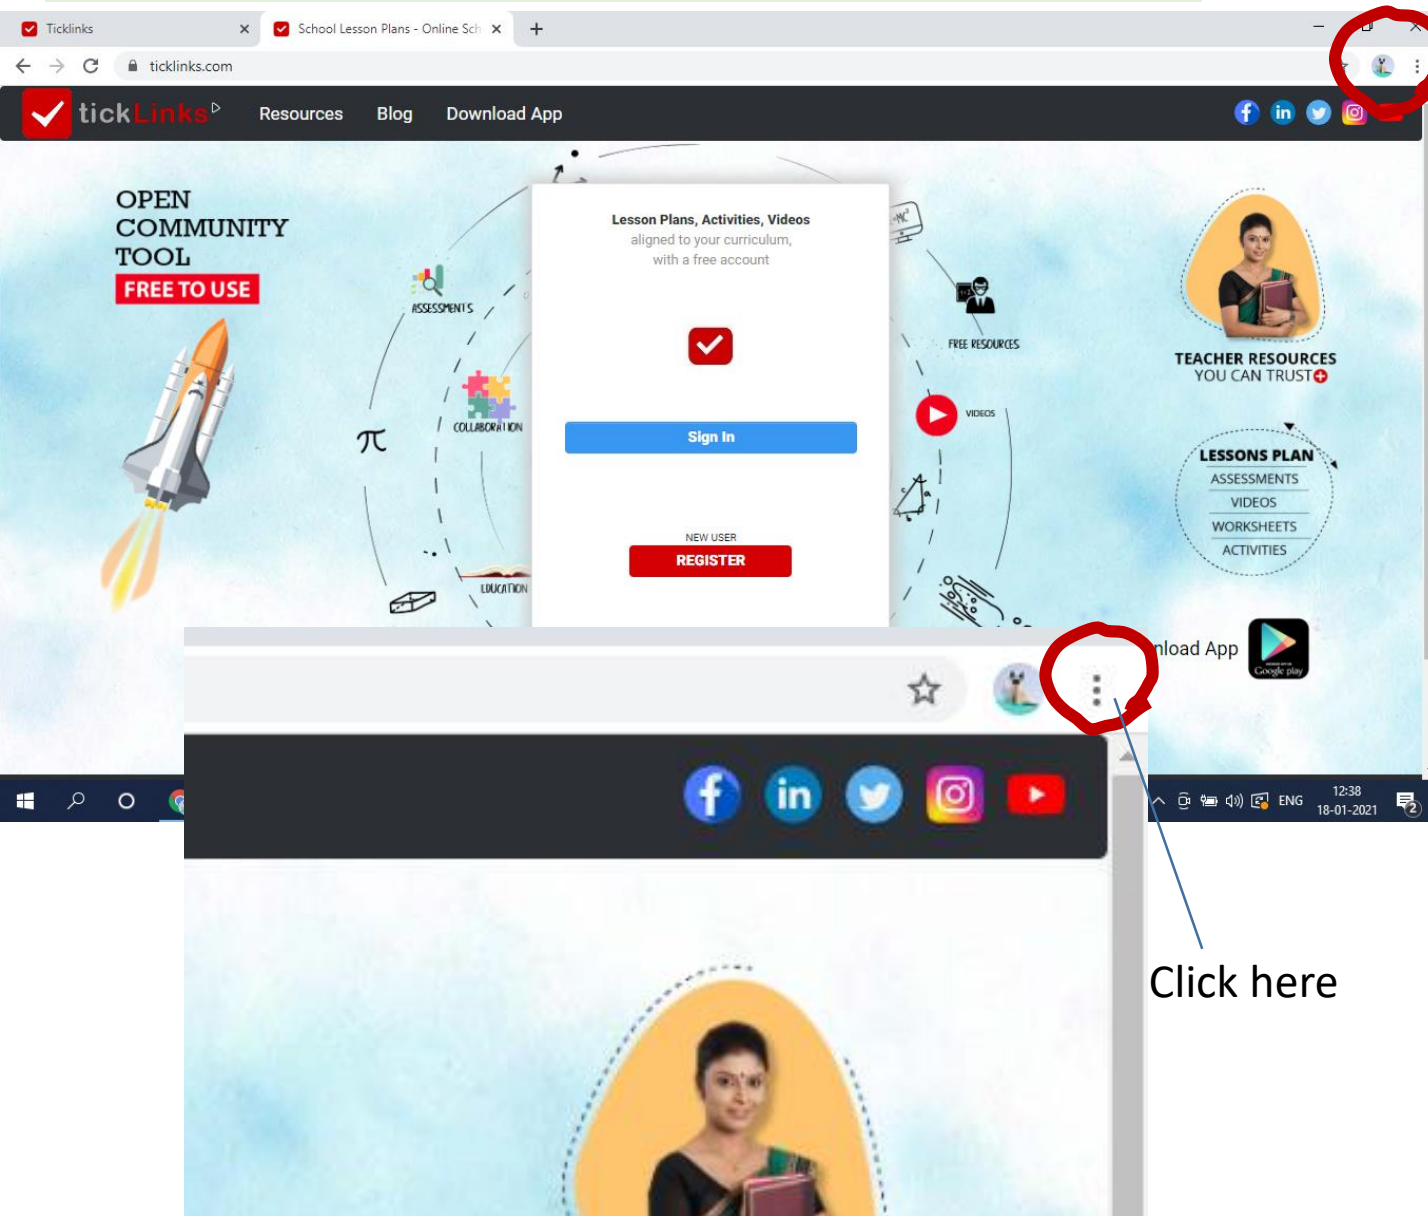 Ticklinks
School Lesson Plans - Online Sch
ticklinks.com
tickLinks
Resources
Blog
Download App
OPEN
COMMUNITY
TOOL
FREE TO USE
Lesson Plans, Activities, Videos
aligned to your curriculum,
with a free account
Sign In
NEW USER
REGISTER
ASSESSMENTS
COLLABORATION
π
EDUCATION
FREE RESOURCES
VIDEOS
TEACHER RESOURCES
YOU CAN TRUST
LESSONS PLAN
ASSESSMENTS
VIDEOS
WORKSHEETS
ACTIVITIES
nload App
Google play
ENG
12:38
18-01-2021
2
Click here